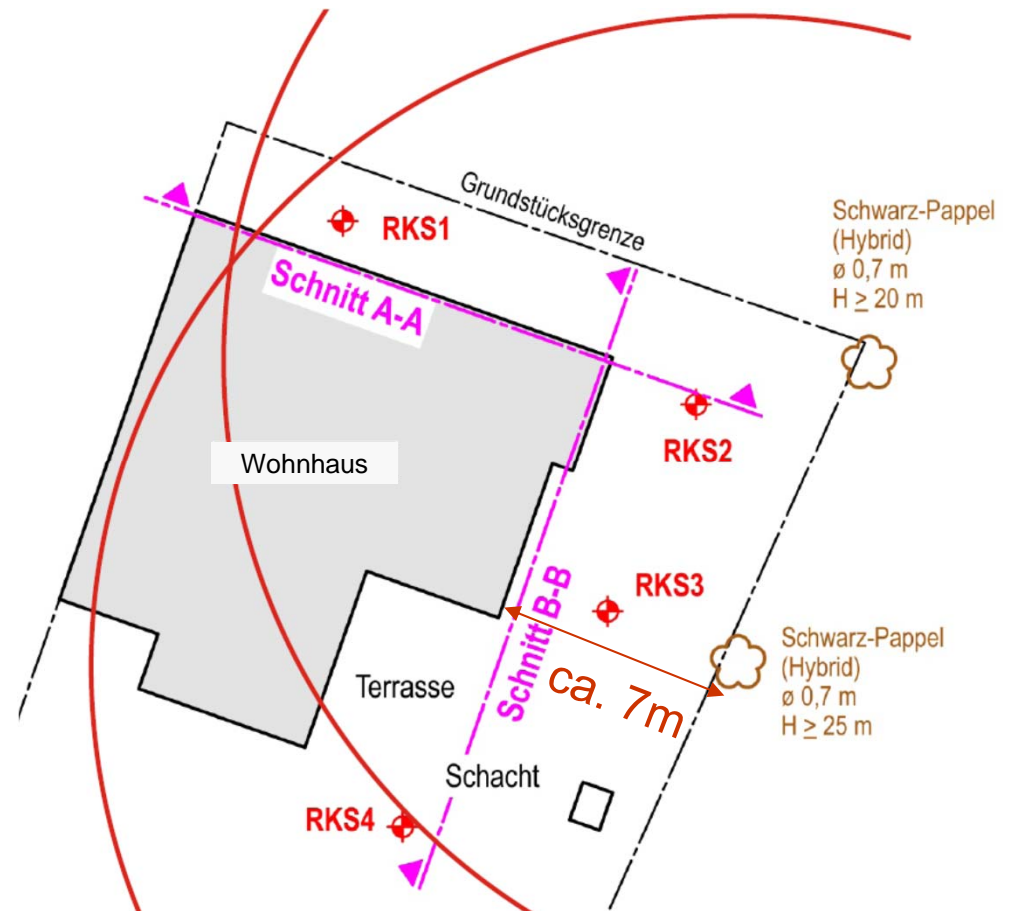 Grundstücksgrenze
Schwarz-Pappel
(Hybrid)
ø 0,7 m
H ≥ 20 m
RKS1
Schnitt A-A
RKS2
Wohnhaus
RKS3
Schnitt B-B
Schwarz-Pappel
(Hybrid)
ø 0,7 m
H ≥ 25 m
ca. 7m
Terrasse
Schacht
RKS4